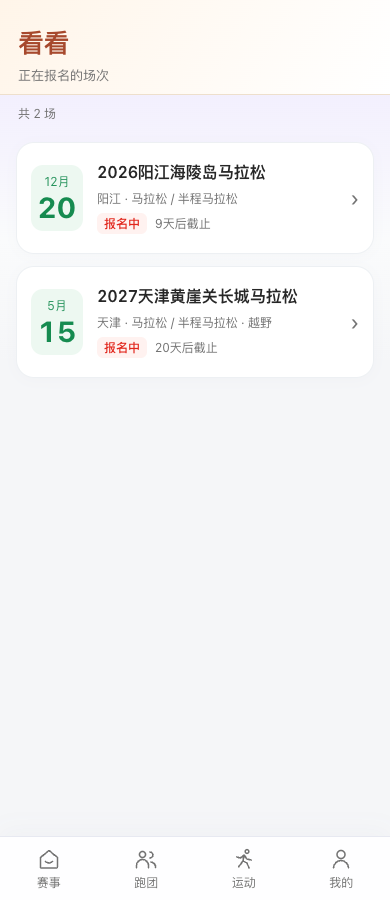 看看
正在报名的场次
共 2 场
12月
20
2026阳江海陵岛马拉松
阳江 · 马拉松 / 半程马拉松
报名中 9天后截止
5月
15
2027天津黄崖关长城马拉松
天津 · 马拉松 / 半程马拉松 · 越野
报名中 20天后截止
赛事 跑团 运动 我的